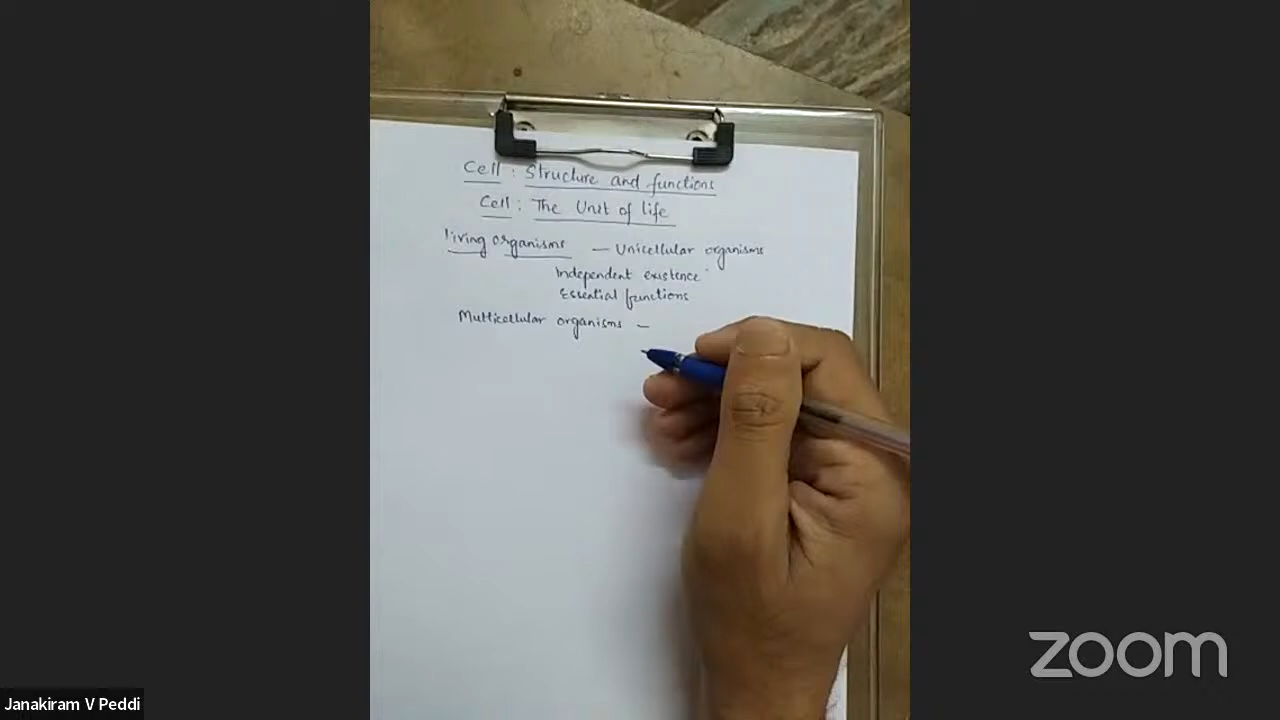 Cell : Structure and functions
Cell : The Unit of life
living organisms — Unicellular organisms
Independent existence
Essential functions
Multicellular organisms —
zoom
Janakiram V Peddi